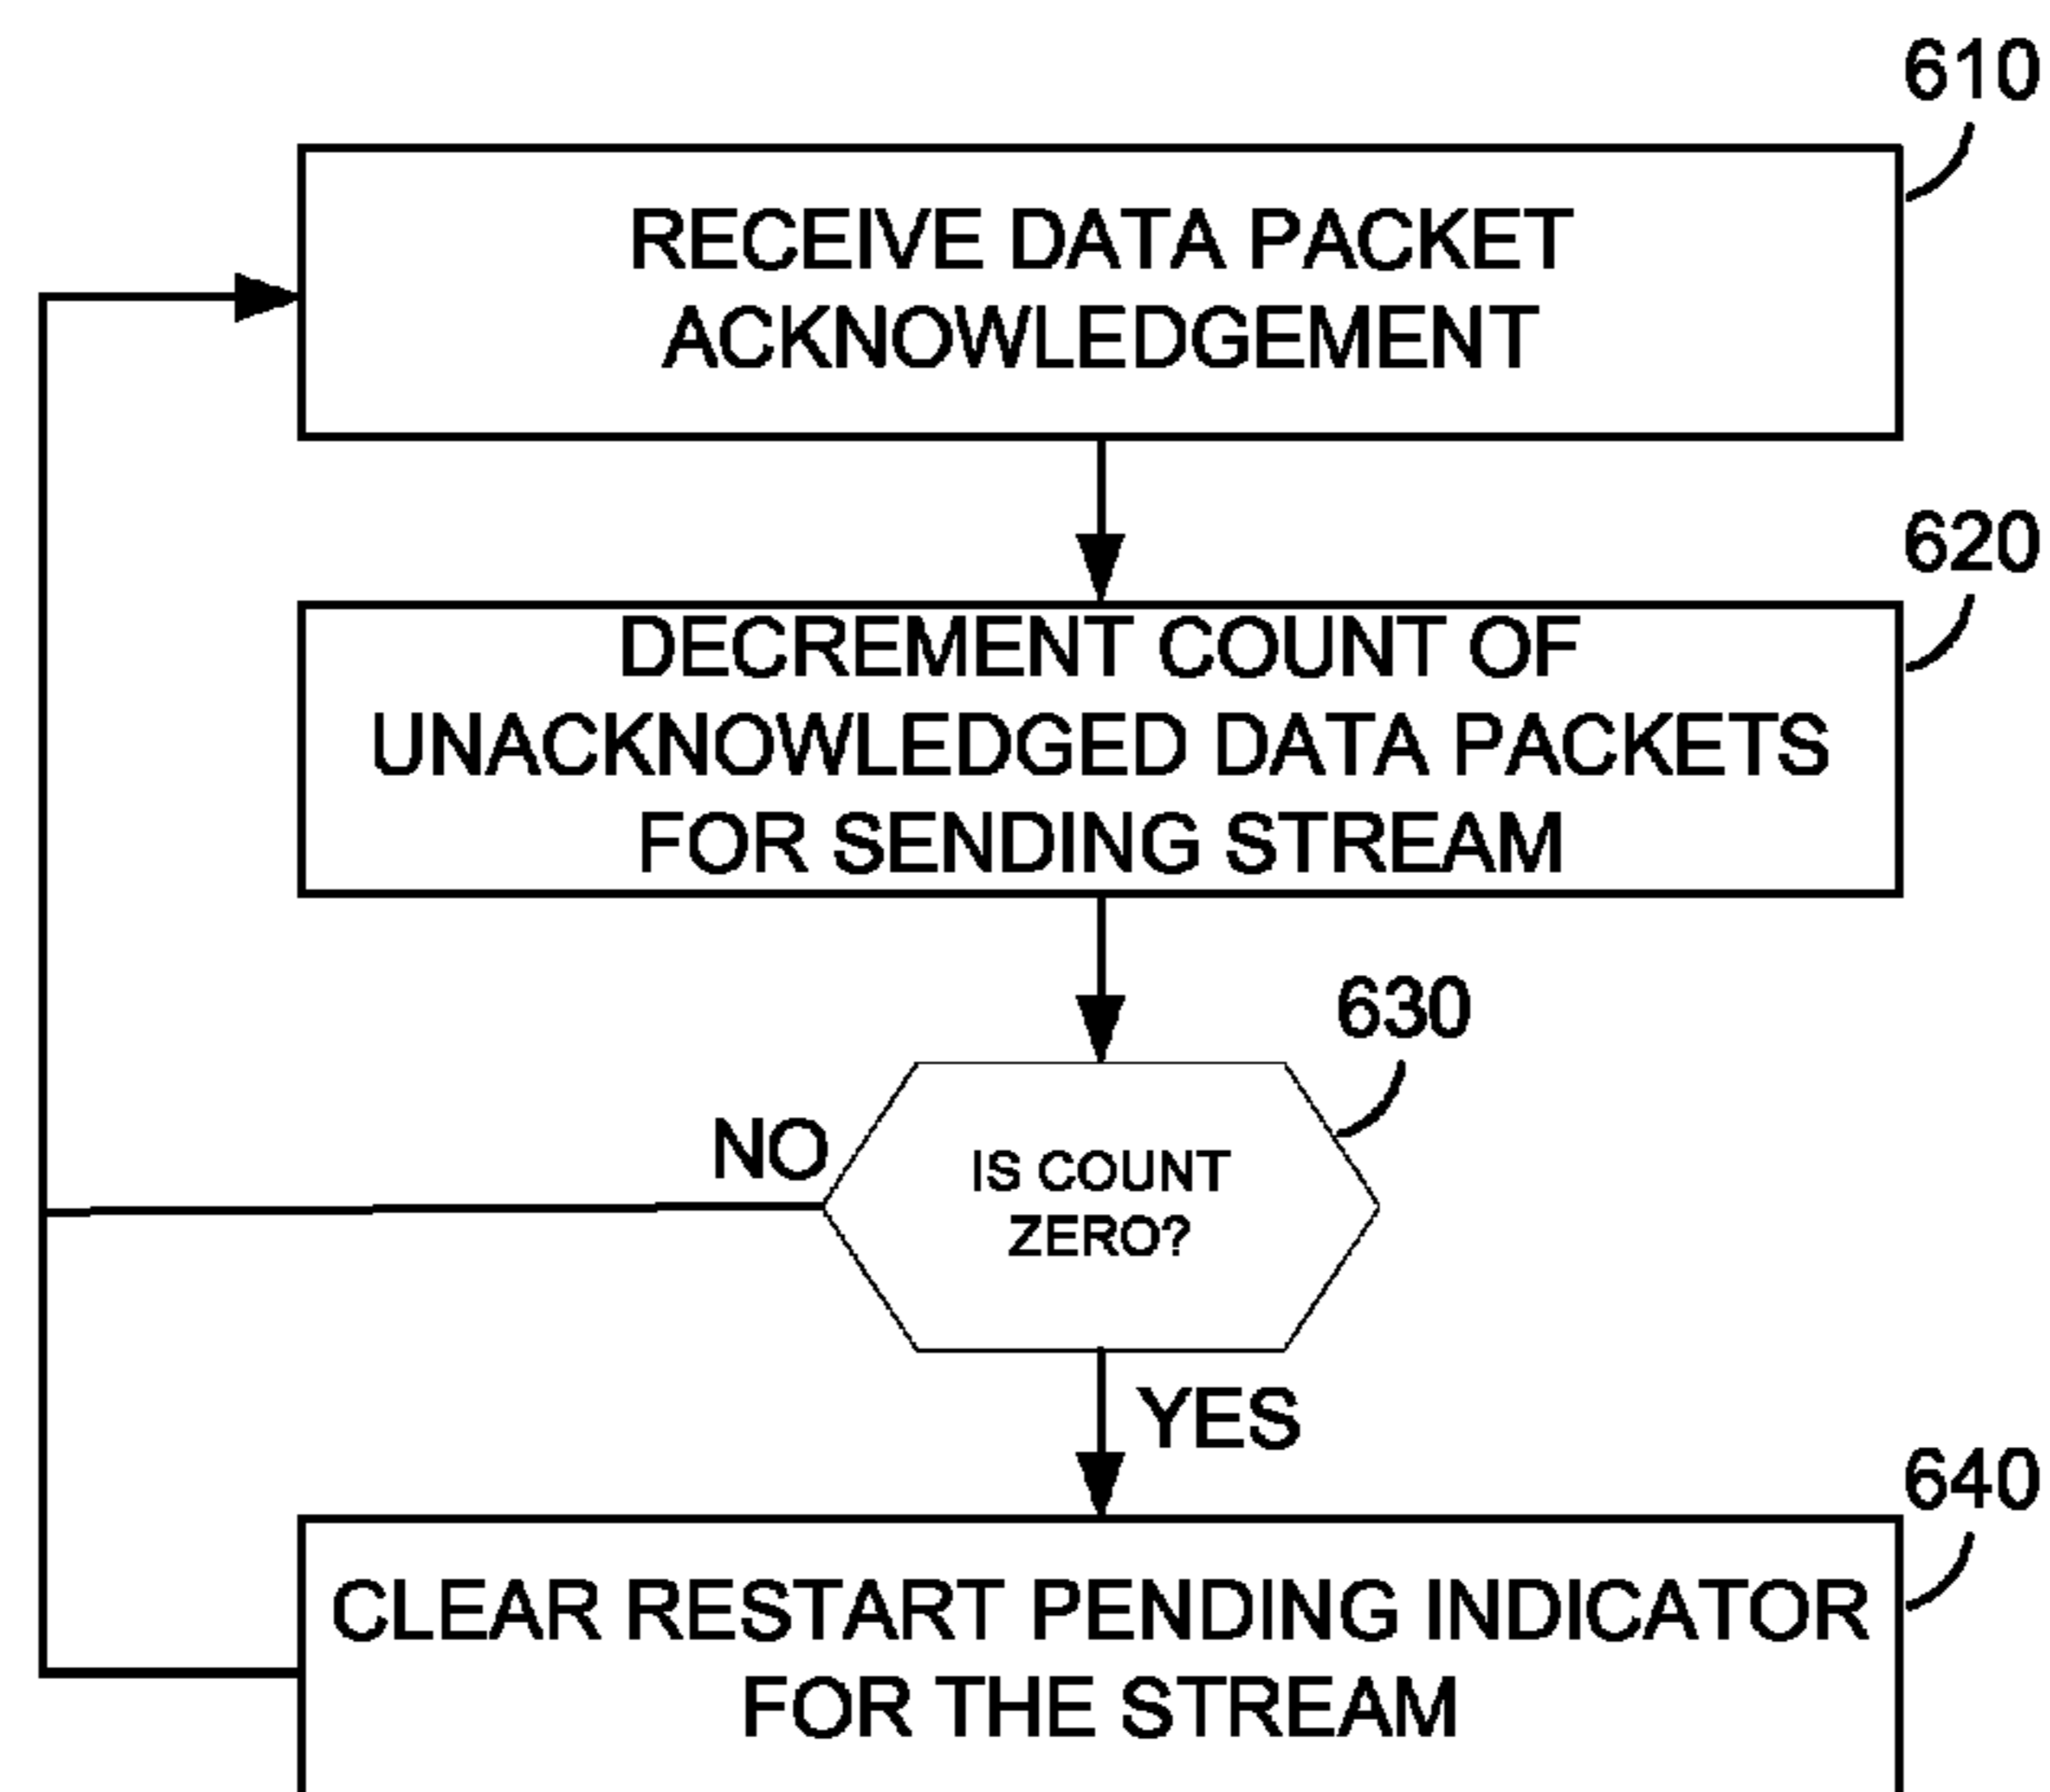 610
RECEIVE DATA PACKET
ACKNOWLEDGEMENT
620
DECREMENT COUNT OF
UNACKNOWLEDGED DATA PACKETS
FOR SENDING STREAM
630
NO
IS COUNT
ZERO?
YES
640
CLEAR RESTART PENDING INDICATOR
FOR THE STREAM